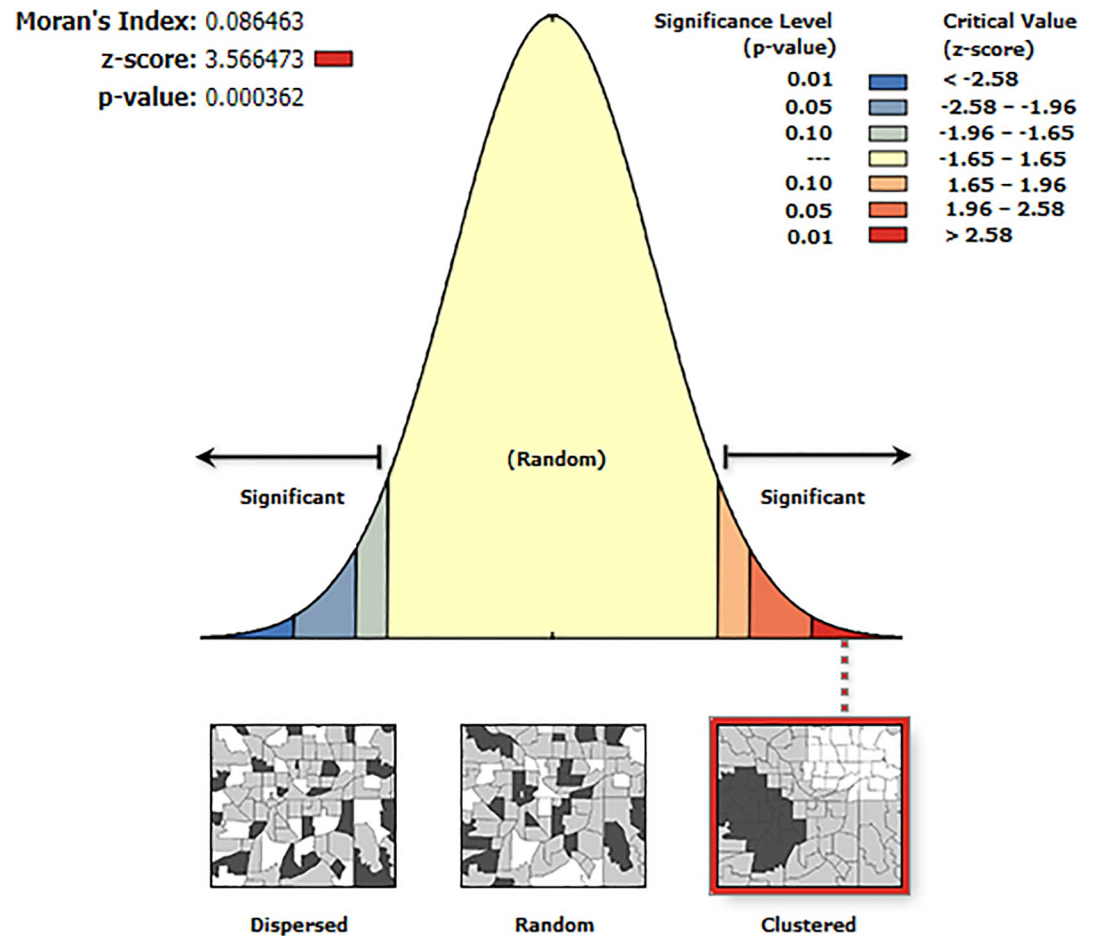 Moran's Index: 0.086463
z-score: 3.566473
p-value: 0.000362
Significance Level
(p-value)
Critical Value
(z-score)
0.01 < -2.58
0.05 -2.58 – -1.96
0.10 -1.96 – -1.65
--- -1.65 – 1.65
0.10 1.65 – 1.96
0.05 1.96 – 2.58
0.01 > 2.58
(Random)
Significant
Significant
Dispersed
Random
Clustered